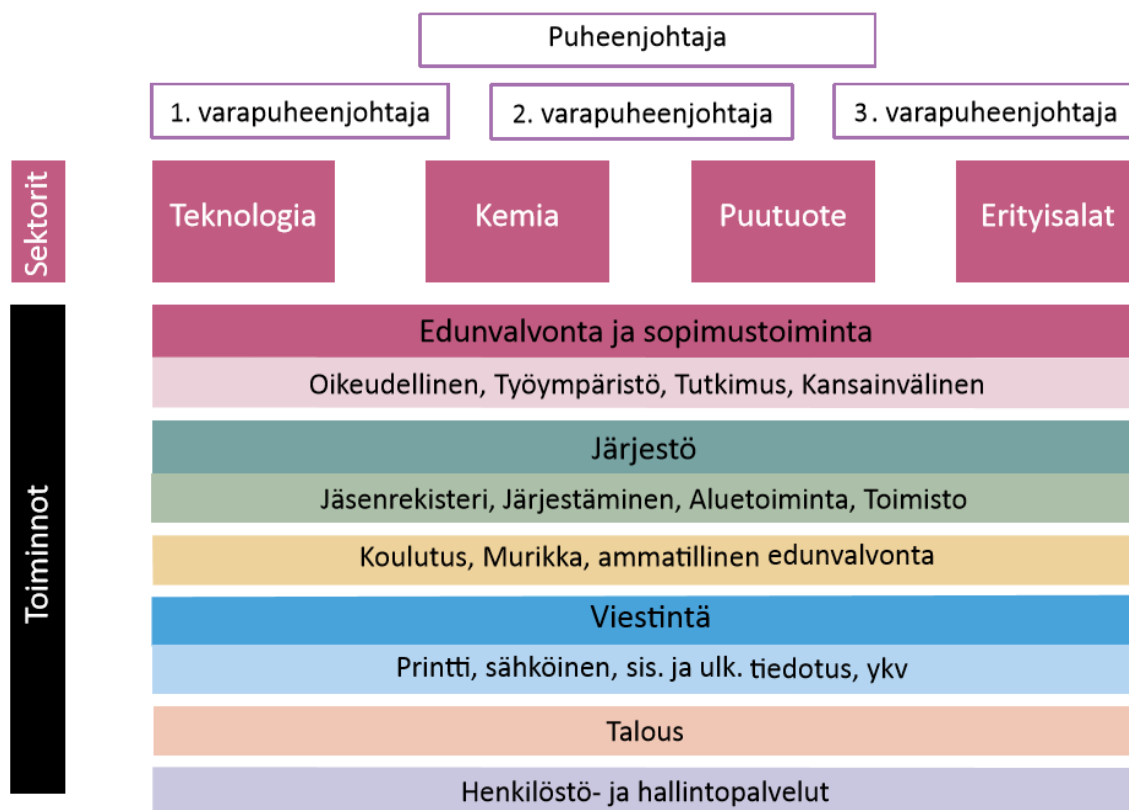 Puheenjohtaja
1. varapuheenjohtaja
2. varapuheenjohtaja
3. varapuheenjohtaja
Sektorit
Teknologia
Kemia
Puutuote
Erityisalat
Toiminnot
Edunvalvonta ja sopimustoiminta
Oikeudellinen, Työympäristö, Tutkimus, Kansainvälinen
Järjestö
Jäsenrekisteri, Järjestäminen, Aluetoiminta, Toimisto
Koulutus, Murikka, ammatillinen edunvalvonta
Viestintä
Printti, sähköinen, sis. ja ulk. tiedotus, ykv
Talous
Henkilöstö- ja hallintopalvelut